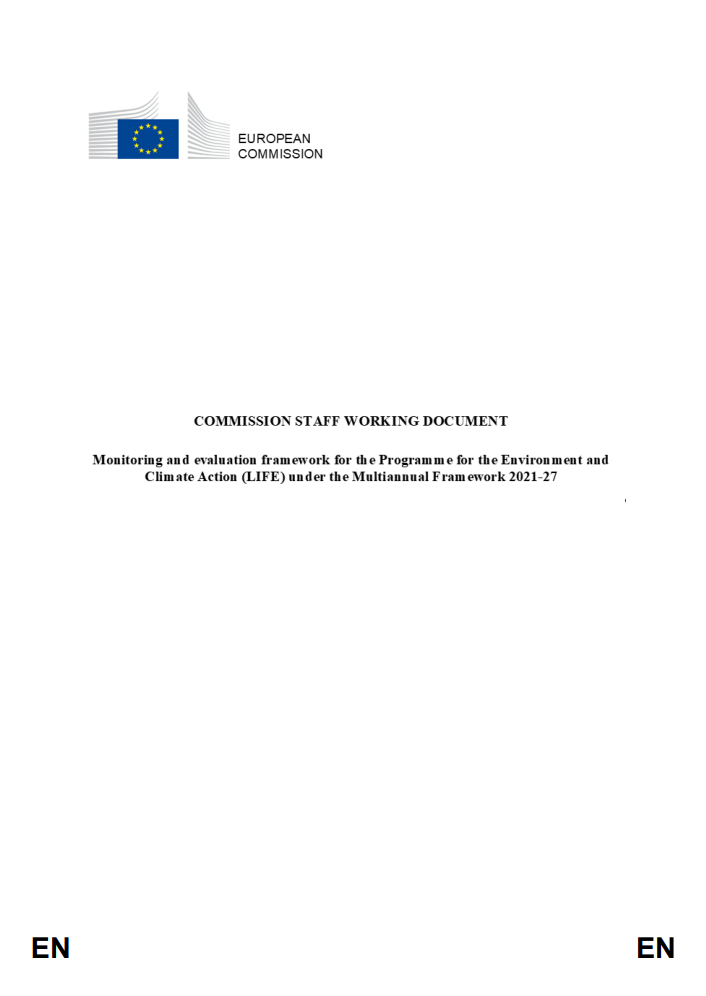 EUROPEAN
COMMISSION
COMMISSION STAFF WORKING DOCUMENT
Monitoring and evaluation framework for the Programme for the Environment and
Climate Action (LIFE) under the Multiannual Framework 2021-27
EN
EN